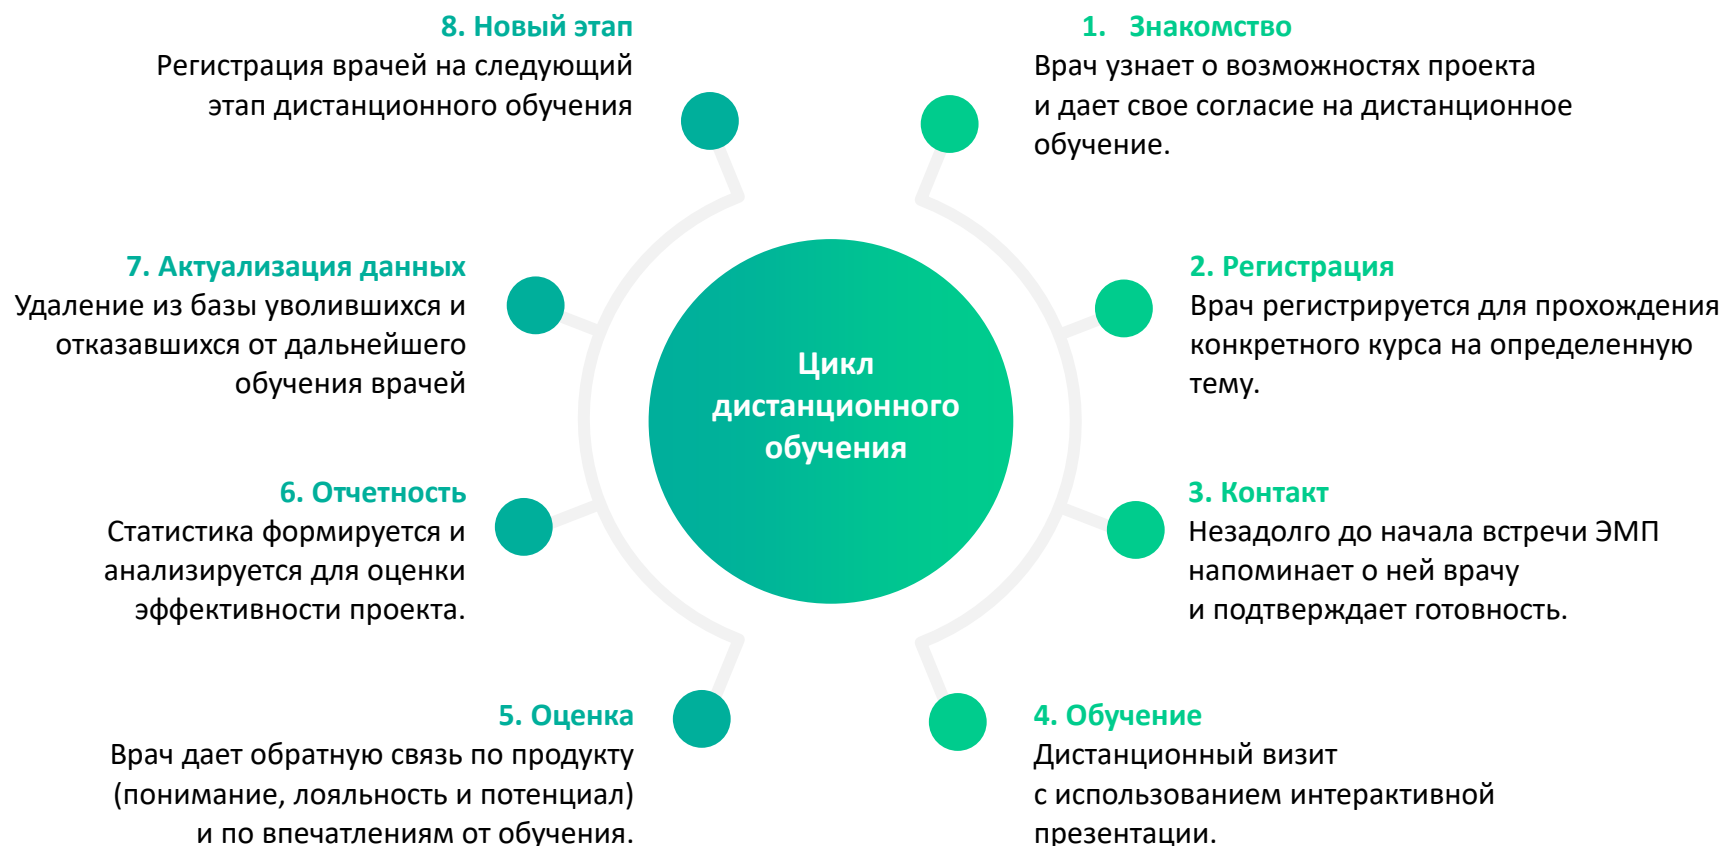 1. Знакомство
Врач узнает о возможностях проекта
и дает свое согласие на дистанционное
обучение.
2. Регистрация
Врач регистрируется для прохождения
конкретного курса на определенную
тему.
3. Контакт
Незадолго до начала встречи ЭМП
напоминает о ней врачу
и подтверждает готовность.
4. Обучение
Дистанционный визит
с использованием интерактивной
презентации.
5. Оценка
Врач дает обратную связь по продукту
(понимание, лояльность и потенциал)
и по впечатлениям от обучения.
6. Отчетность
Статистика формируется и
анализируется для оценки
эффективности проекта.
7. Актуализация данных
Удаление из базы уволившихся и
отказавшихся от дальнейшего
обучения врачей
8. Новый этап
Регистрация врачей на следующий
этап дистанционного обучения
Цикл
дистанционного
обучения